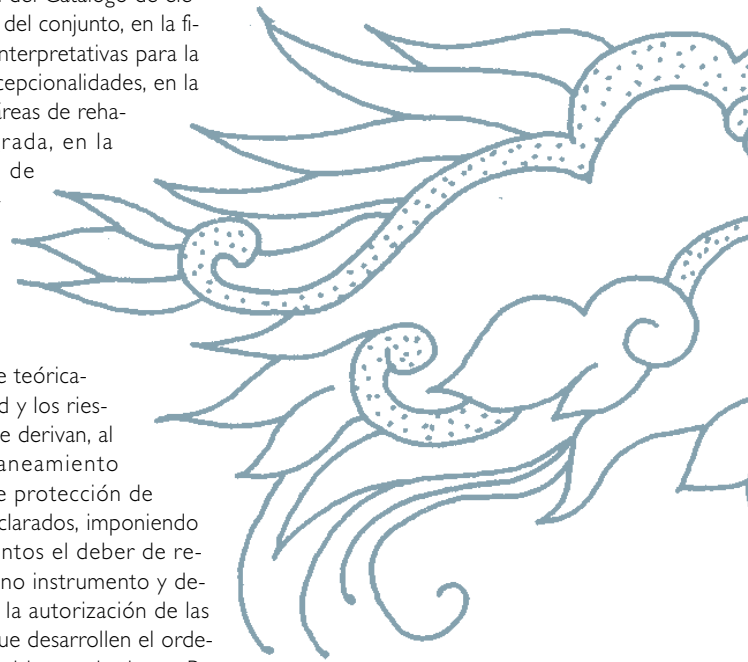 del Catálogo de ele-
del conjunto, en la fi-
nterpretativas para la
cepcionalidades, en la
áreas de reha-
rada, en la
de
e teórica-
d y los ries-
e derivan, al
aneamiento
e protección de
clarados, imponiendo
ntos el deber de re-
no instrumento y de-
la autorización de las
ue desarrollen el orde-